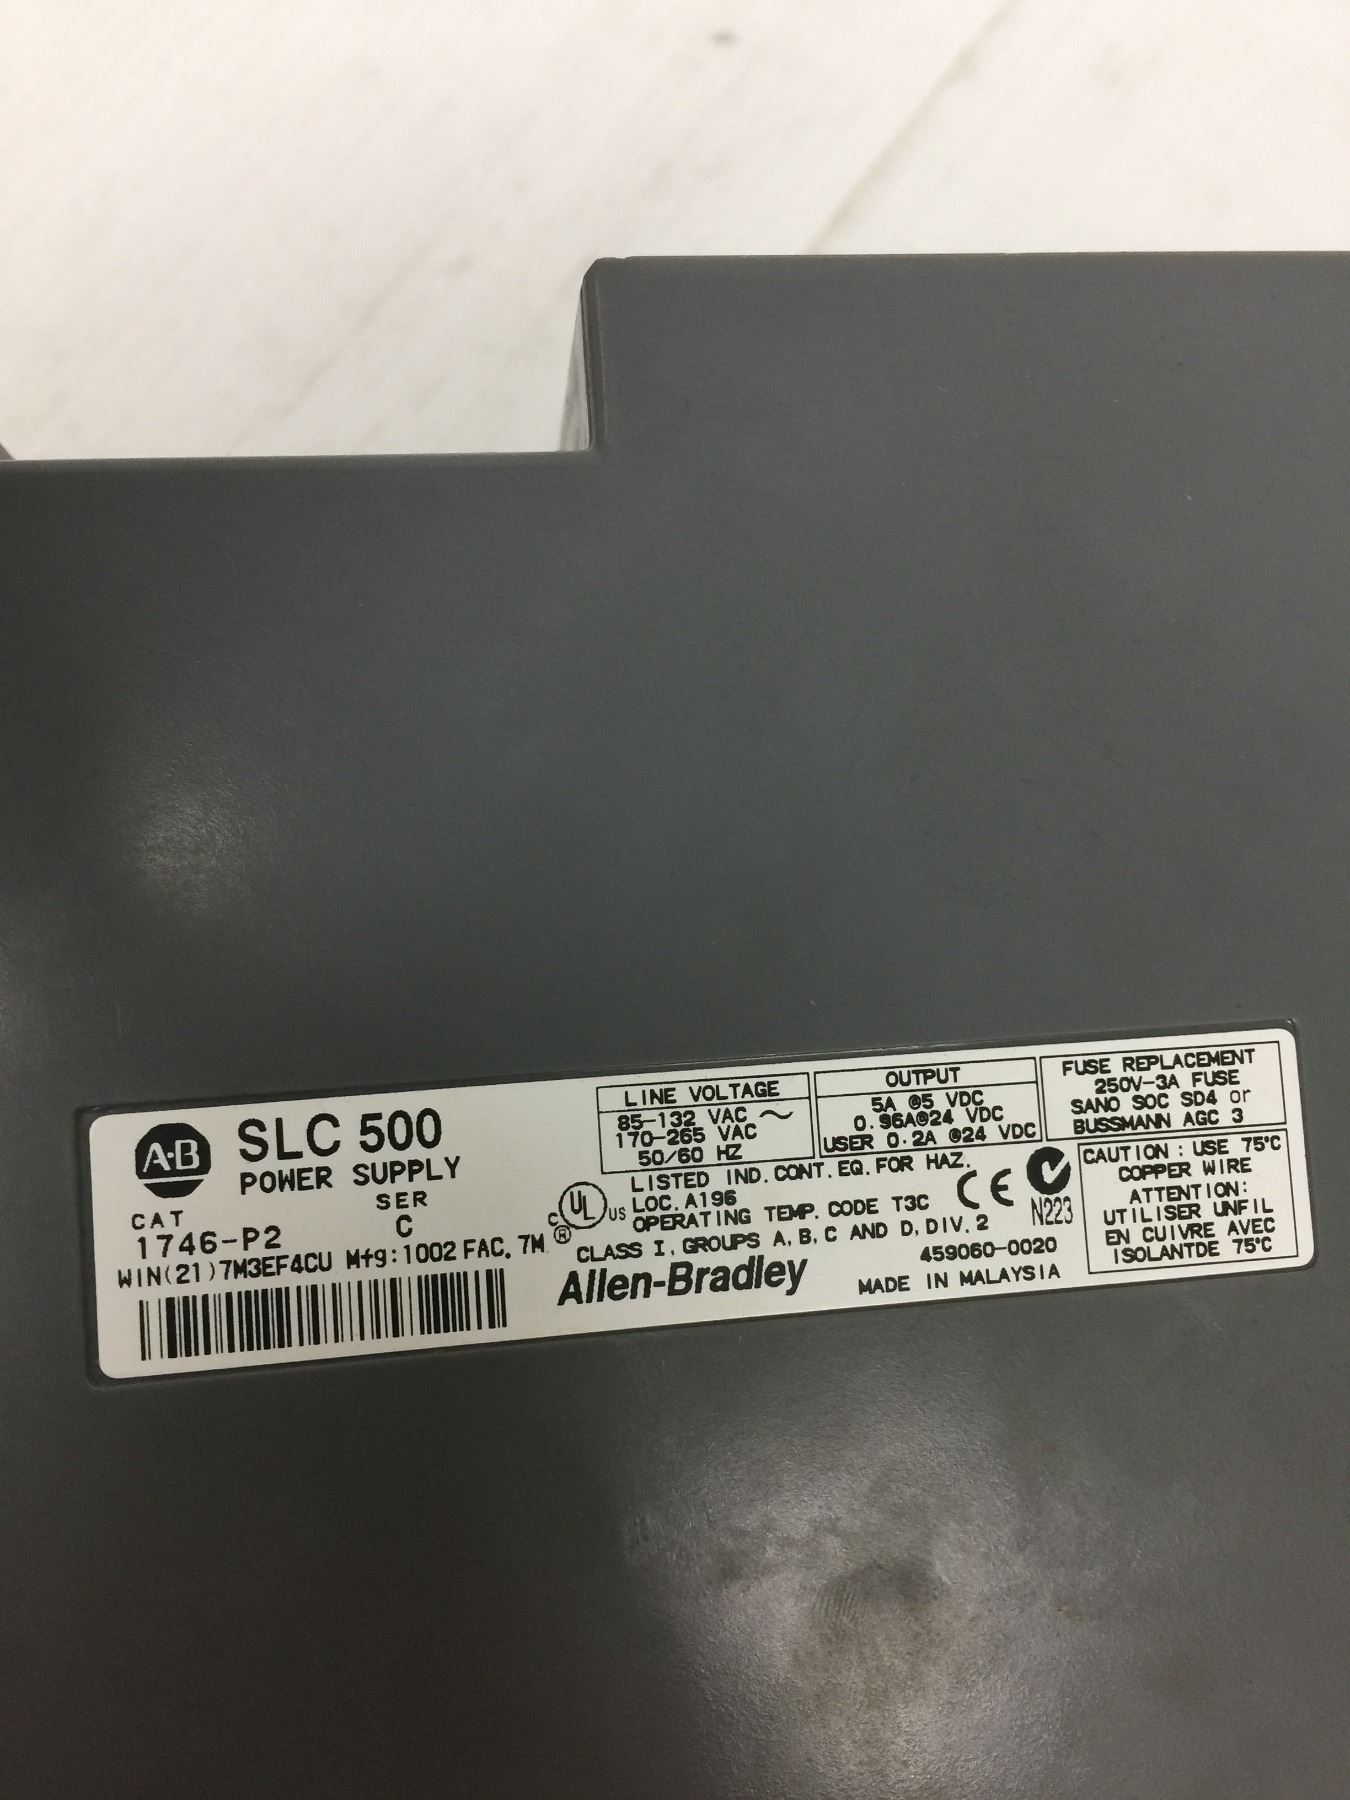 A·B
SLC 500
POWER SUPPLY
CAT
SER
1746-P2
C
WIN(21)7M3EF4CU Mfg:1002 FAC. 7M
LINE VOLTAGE
85-132 VAC ~
170-265 VAC
50/60 HZ
OUTPUT
5A @5 VDC
0.96A@24 VDC
USER 0.2A @24 VDC
FUSE REPLACEMENT
250V-3A FUSE
SANO SOC SD4 or
BUSSMANN AGC 3
c UL US ®
LISTED IND. CONT. EQ. FOR HAZ.
LOC. A196
OPERATING TEMP. CODE T3C
CLASS I, GROUPS A, B, C AND D, DIV. 2
CE
N223
Allen-Bradley
459060-0020
MADE IN MALAYSIA
CAUTION : USE 75°C
COPPER WIRE
ATTENTION:
UTILISER UNFIL
EN CUIVRE AVEC
ISOLANTDE 75°C